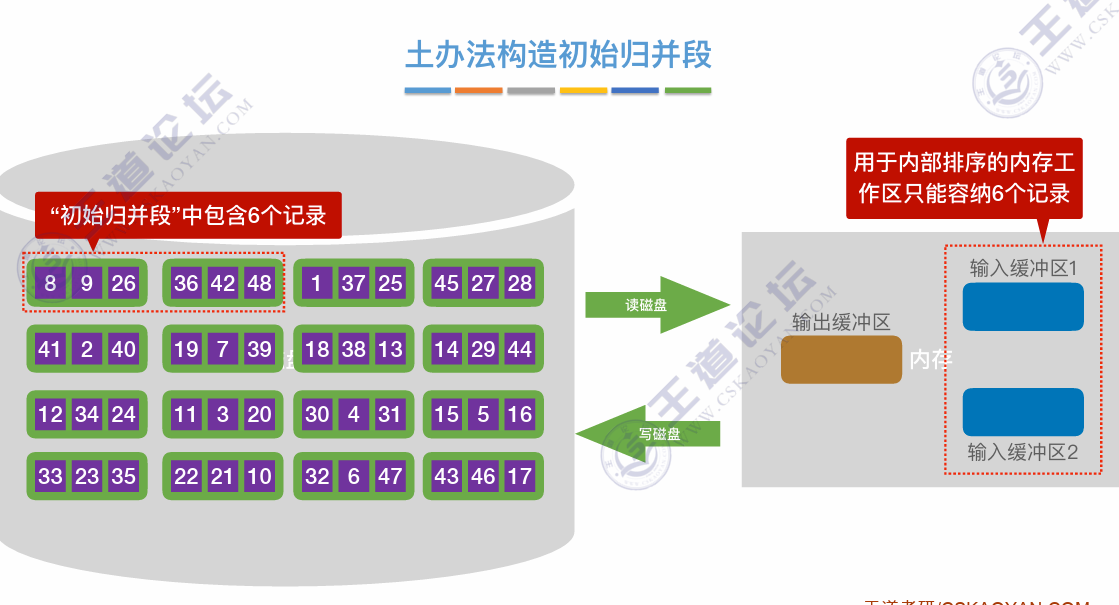 土办法构造初始归并段
用于内部排序的内存工
作区只能容纳6个记录
“初始归并段”中包含6个记录
8 9 26 36 42 48 1 37 25 45 27 28
41 2 40 19 7 39 18 38 13 14 29 44
12 34 24 11 3 20 30 4 31 15 5 16
33 23 35 22 21 10 32 6 47 43 46 17
读磁盘
写磁盘
输出缓冲区
内存
输入缓冲区1
输入缓冲区2
王道论坛
WWW.CSKAOYAN.COM
王道考研/CSKAOYAN.COM